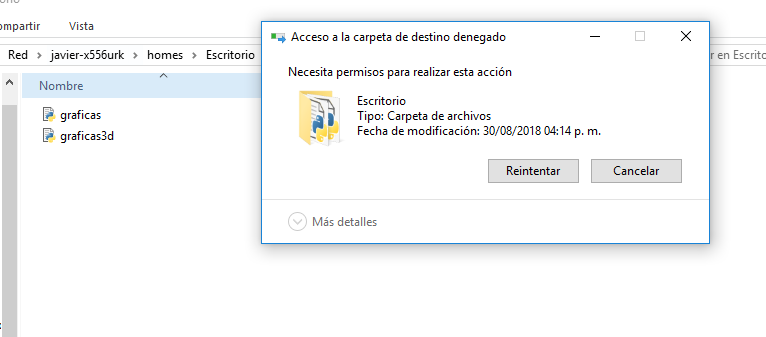 ompartir Vista
Red javier-x556urk homes Escritorio
er en Escrito
Nombre
graficas
graficas3d
Acceso a la carpeta de destino denegado
Necesita permisos para realizar esta acción
Escritorio
Tipo: Carpeta de archivos
Fecha de modificación: 30/08/2018 04:14 p. m.
Reintentar Cancelar
Más detalles